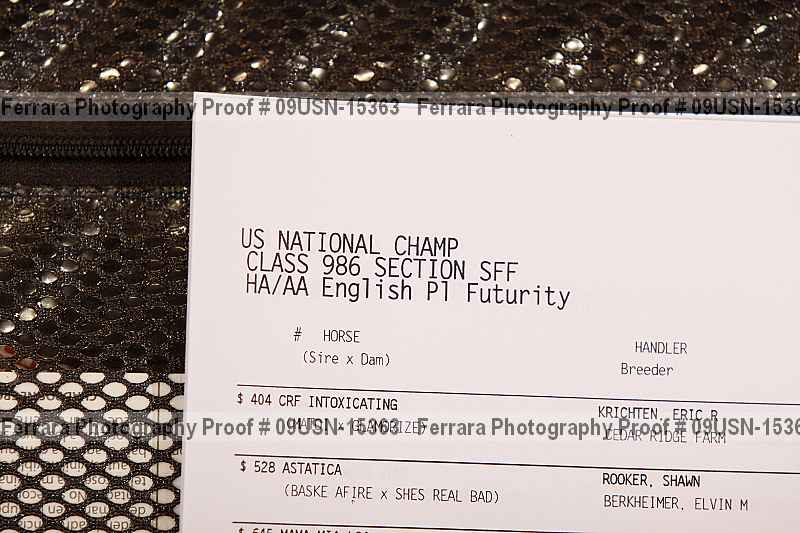 Ferrara Photography Proof # 09USN-15363 Ferrara Photography Proof # 09USN-1536
US NATIONAL CHAMP
CLASS 986 SECTION SFF
HA/AA English Pl Futurity
# HORSE HANDLER
(Sire x Dam) Breeder
$ 404 CRF INTOXICATING KRICHTEN, ERIC R
Ferrara Photography Proof # 09USN-15363 Ferrara Photography Proof # 09USN-1536
CEDAR RIDGE FARM
$ 528 ASTATICA ROOKER, SHAWN
(BASKE AFIRE x SHES REAL BAD) BERKHEIMER, ELVIN M